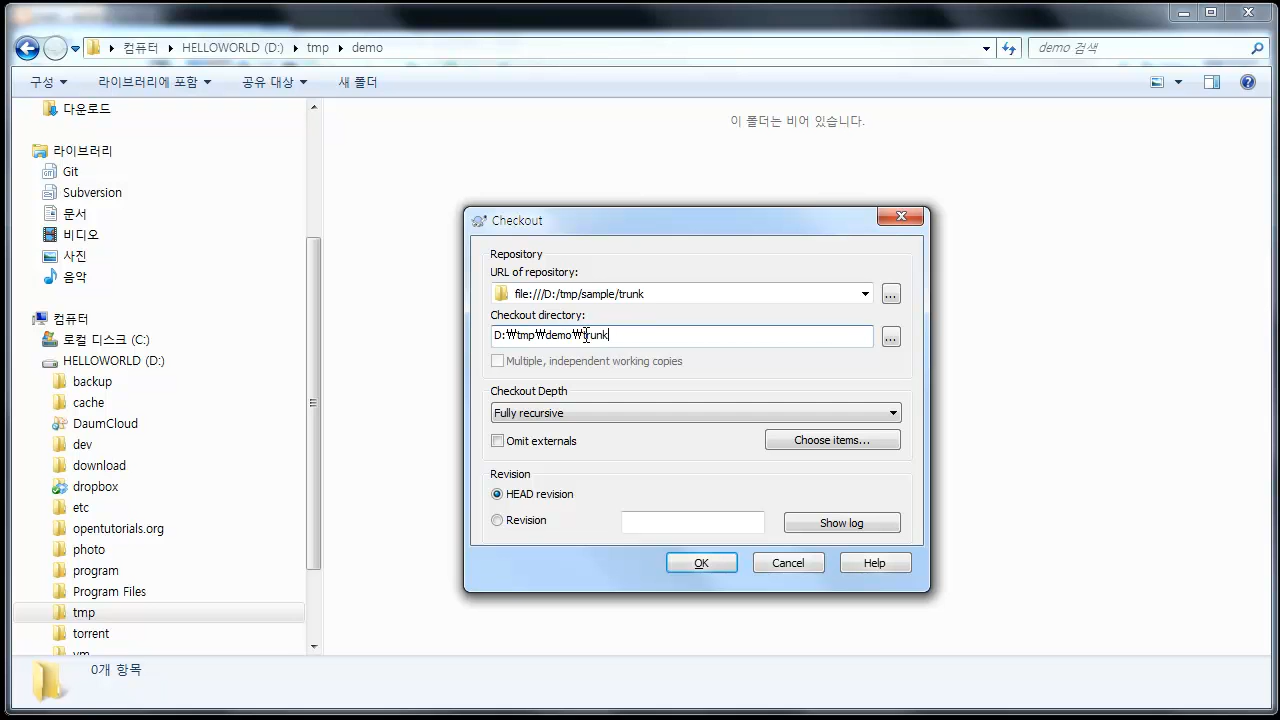 컴퓨터 HELLOWORLD (D:) tmp demo
demo 검색
구성 라이브러리에 포함 공유 대상 새 폴더
다운로드
라이브러리
Git
Subversion
문서
비디오
사진
음악
컴퓨터
로컬 디스크 (C:)
HELLOWORLD (D:)
backup
cache
DaumCloud
dev
download
dropbox
etc
opentutorials.org
photo
program
Program Files
tmp
torrent
vm
0개 항목
이 폴더는 비어 있습니다.
Checkout
Repository
URL of repository:
file:///D:/tmp/sample/trunk
...
Checkout directory:
D:₩tmp₩demo₩trunk
...
Multiple, independent working copies
Checkout Depth
Fully recursive
Omit externals
Choose items...
Revision
HEAD revision
Revision
Show log
OK Cancel Help